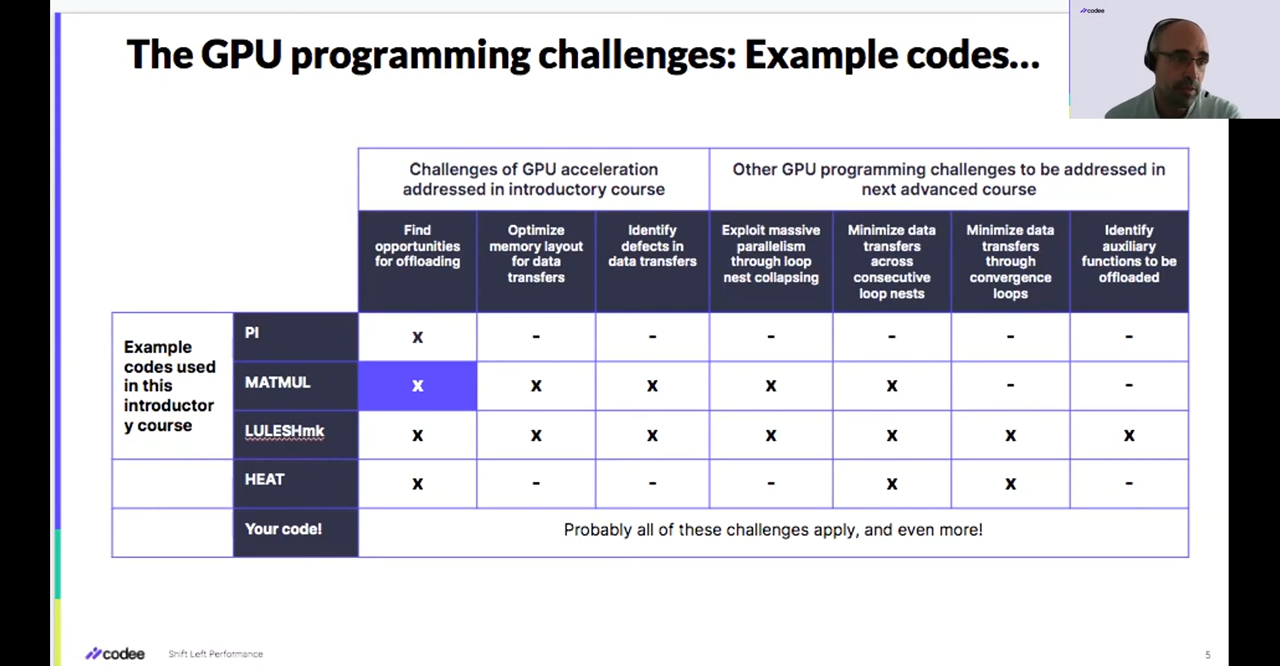 codee
The GPU programming challenges: Example codes...
Challenges of GPU acceleration
addressed in introductory course
Other GPU programming challenges to be addressed in
next advanced course
Find
opportunities
for offloading
Optimize
memory layout
for data
transfers
Identify
defects in
data transfers
Exploit massive
parallelism
through loop
nest collapsing
Minimize data
transfers
across
consecutive
loop nests
Minimize data
transfers
through
convergence
loops
Identify
auxiliary
functions to be
offloaded
Example
codes used
in this
introductor
y course
PI x - - - - - -
MATMUL x x x x x - -
LULESHmk x x x x x x x
HEAT x - - - x x -
Your code! Probably all of these challenges apply, and even more!
codee Shift Left Performance 5